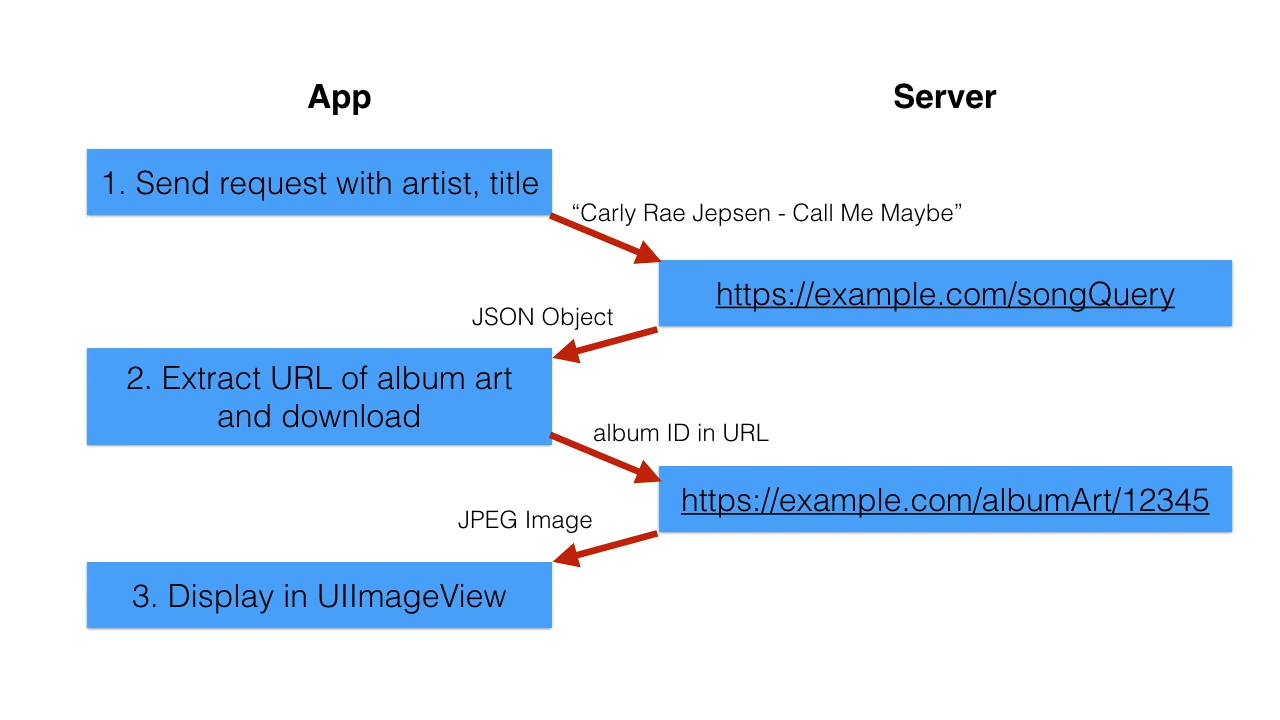 App
Server
1. Send request with artist, title
“Carly Rae Jepsen - Call Me Maybe”
https://example.com/songQuery
JSON Object
2. Extract URL of album art
and download
album ID in URL
https://example.com/albumArt/12345
JPEG Image
3. Display in UIImageView